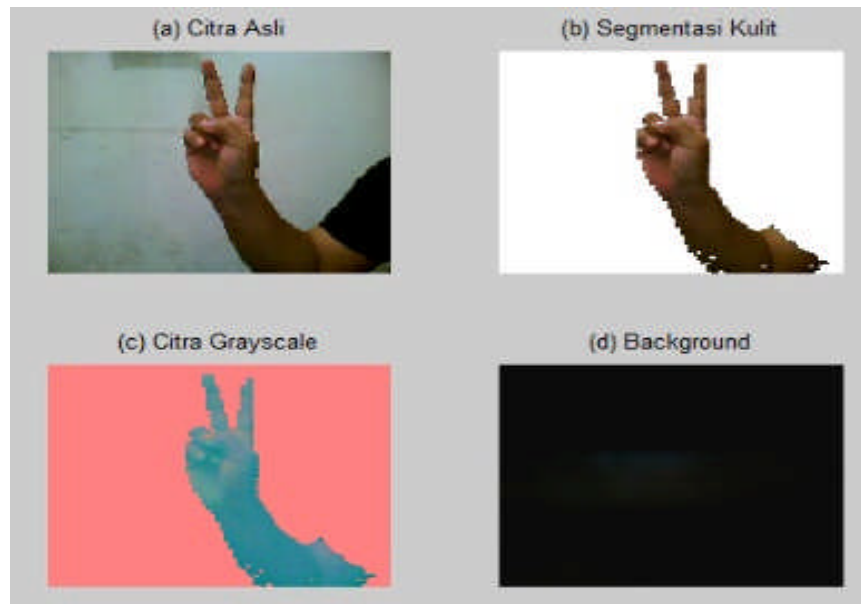 (a) Citra Asli
(b) Segmentasi Kulit
(c) Citra Grayscale
(d) Background